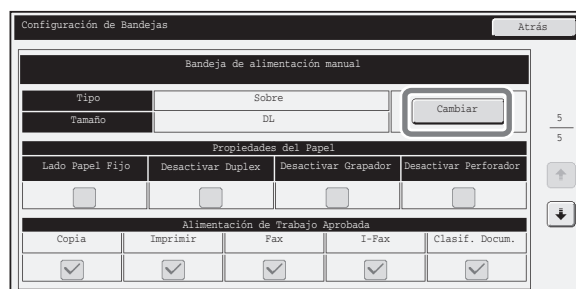 Configuración de Bandejas Atrás
Bandeja de alimentación manual
Tipo Sobre Cambiar
Tamaño DL
5
5
Propiedades del Papel
Lado Papel Fijo Desactivar Duplex Desactivar Grapador Desactivar Perforador
Alimentación de Trabajo Aprobada
Copia Imprimir Fax I-Fax Clasif. Docum.